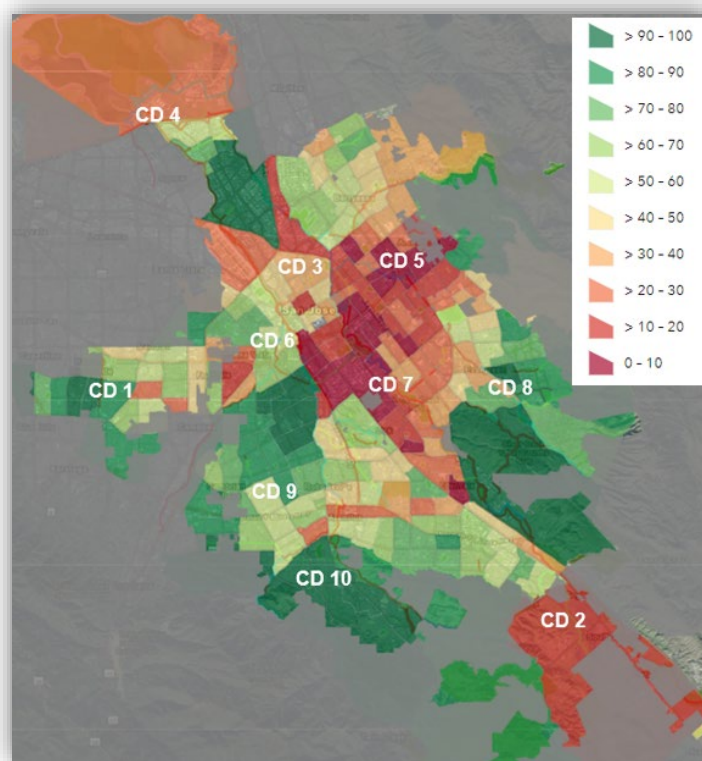 > 90 - 100
> 80 - 90
> 70 - 80
> 60 - 70
> 50 - 60
> 40 - 50
> 30 - 40
> 20 - 30
> 10 - 20
0 - 10
CD 4
CD 3
CD 5
CD 6
CD 1
CD 7
CD 8
CD 9
CD 10
CD 2